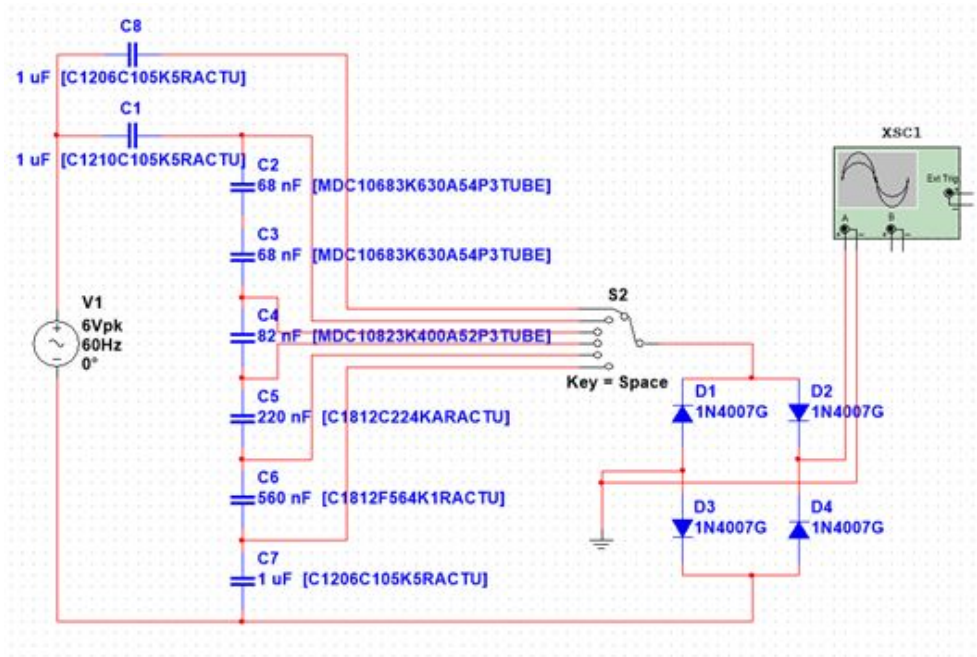 C8
1 uF [C1206C105K5RACTU]
C1
1 uF [C1210C105K5RACTU]
C2
68 nF [MDC10683K630A54P3TUBE]
C3
68 nF [MDC10683K630A54P3TUBE]
C4
82 nF [MDC10823K400A52P3TUBE]
C5
220 nF [C1812C224KARACTU]
C6
560 nF [C1812F564K1RACTU]
C7
1 uF [C1206C105K5RACTU]
V1
6Vpk
60Hz
0°
S2
Key = Space
D1
1N4007G
D2
1N4007G
D3
1N4007G
D4
1N4007G
XSC1
Ext Trig
A
B